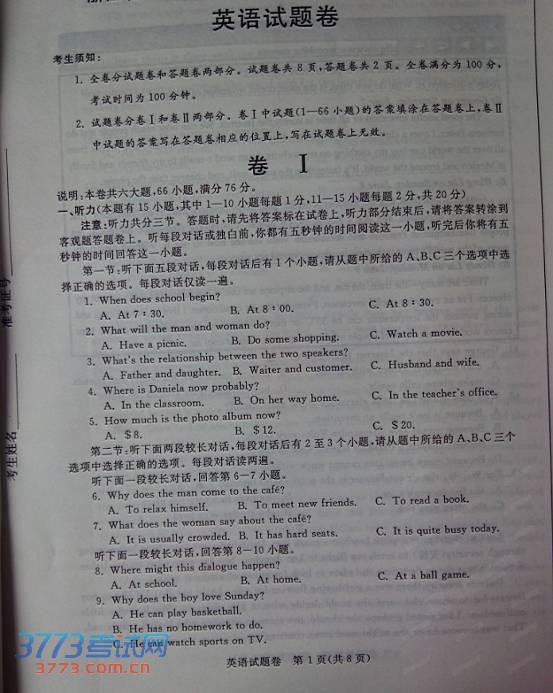 英语试题卷
考生须知:
1. 全卷分试题卷和答题卷两部分。试题卷共 8 页,答题卷共 2 页。全卷满分为 100 分,
考试时间为 100 分钟。
2. 试题卷分卷Ⅰ和卷Ⅱ两部分。卷Ⅰ中试题(1—66 小题)的答案填涂在答题卷上,卷Ⅱ
中试题的答案写在答题卷相应的位置上,写在试题卷上无效。
卷 Ⅰ
说明:本卷共六大题,66 小题,满分 76 分。
一、听力(本题有 15 小题,其中 1—10 小题每题 1 分,11—15 小题每题 2 分,共 20 分)
注意:听力共分三节。答题时,请先将答案标在试卷上,听力部分结束后,请将答案转涂到
客观题答题卷上。听每段对话或独白前,你都有五秒钟的时间阅读这一小题,听完后你将有五
秒钟的时间回答这一小题。
第一节:听下面五段对话,每段对话后有 1 个小题,请从题中所给的 A、B、C 三个选项中选
择正确的选项。每段对话仅读一遍。
1. When does school begin?
A. At 7:30. B. At 8:00. C. At 8:30.
2. What will the man and woman do?
A. Have a picnic. B. Do some shopping. C. Watch a movie.
3. What's the relationship between the two speakers?
A. Father and daughter. B. Waiter and customer. C. Husband and wife.
4. Where is Daniela now probably?
A. In the classroom. B. On her way home. C. In the teacher's office.
5. How much is the photo album now?
A. $8. B. $12. C. $20.
第二节:听下面两段较长对话,每段对话后有 2 至 3 个小题,请从题中所给的 A、B、C 三个
选项中选择正确的选项。每段对话读两遍。
听下面一段较长对话,回答第 6—7 小题。
6. Why does the man come to the café?
A. To relax himself. B. To meet new friends. C. To read a book.
7. What does the woman say about the café?
A. It is usually crowded. B. It has hard seats. C. It is quite busy today.
听下面一段较长对话,回答第 8—10 小题。
8. Where might this dialogue happen?
A. At school. B. At home. C. At a ball game.
9. Why does the boy love Sunday?
A. He can play basketball.
B. He has no homework to do.
C. He can watch sports on TV.
英语试题卷 第 1 页(共 8 页)
准考证号
考生姓名
3773考试网
3773.com.cn